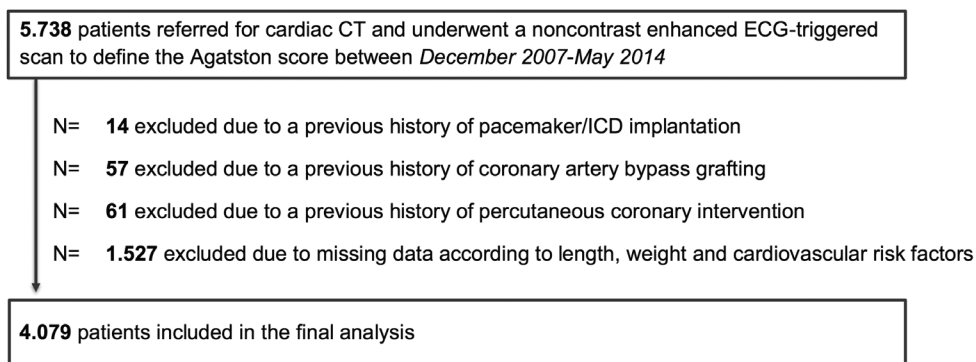 5.738 patients referred for cardiac CT and underwent a noncontrast enhanced ECG-triggered
scan to define the Agatston score between December 2007-May 2014
N= 14 excluded due to a previous history of pacemaker/ICD implantation
N= 57 excluded due to a previous history of coronary artery bypass grafting
N= 61 excluded due to a previous history of percutaneous coronary intervention
N= 1.527 excluded due to missing data according to length, weight and cardiovascular risk factors
4.079 patients included in the final analysis